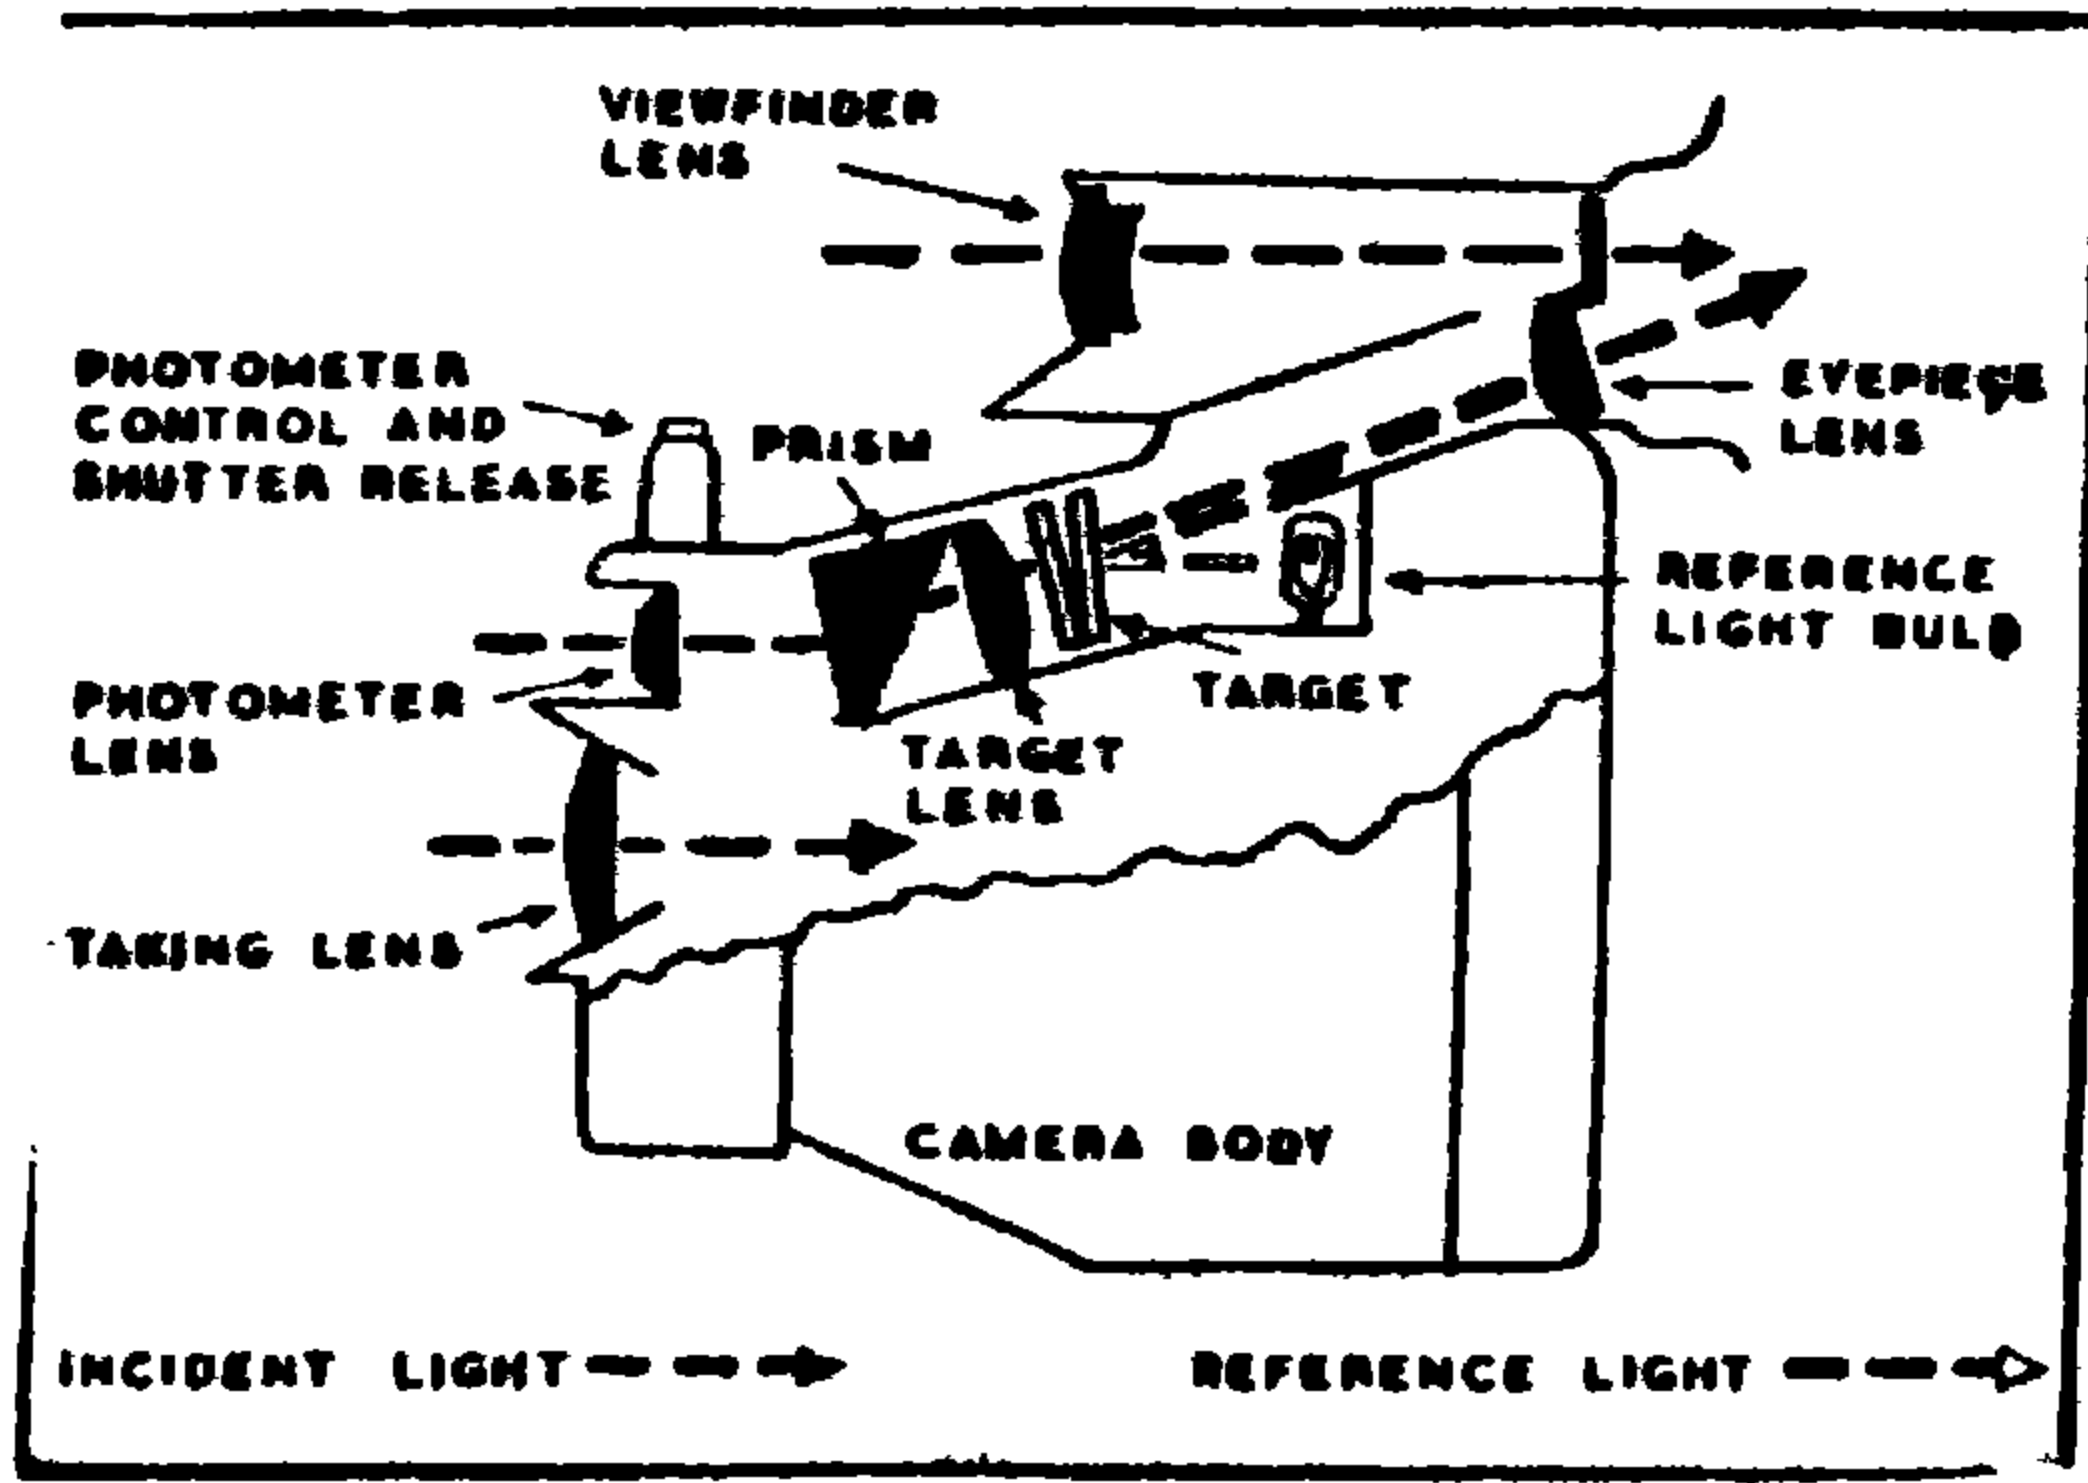 VIEWFINDER
LENS
PHOTOMETER
CONTROL AND
SHUTTER RELEASE
PRISM
EYEPIECE
LENS
REFERENCE
LIGHT BULB
PHOTOMETER
LENS
TARGET
TARGET
LENS
TAKING LENS
CAMERA BODY
INCIDENT LIGHT
REFERENCE LIGHT